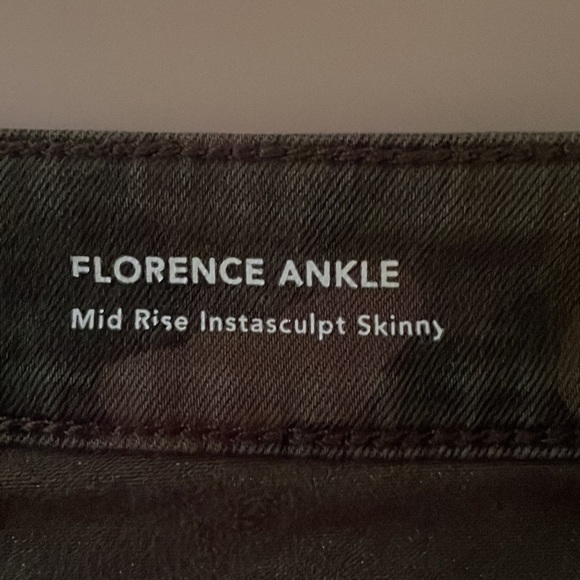 FLORENCE ANKLE
Mid Rise Instasculpt Skinny